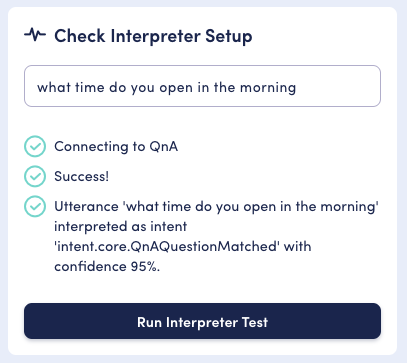 Check Interpreter Setup
what time do you open in the morning
Connecting to QnA
Success!
Utterance 'what time do you open in the morning'
interpreted as intent
'intent.core.QnAQuestionMatched' with
confidence 95%.
Run Interpreter Test